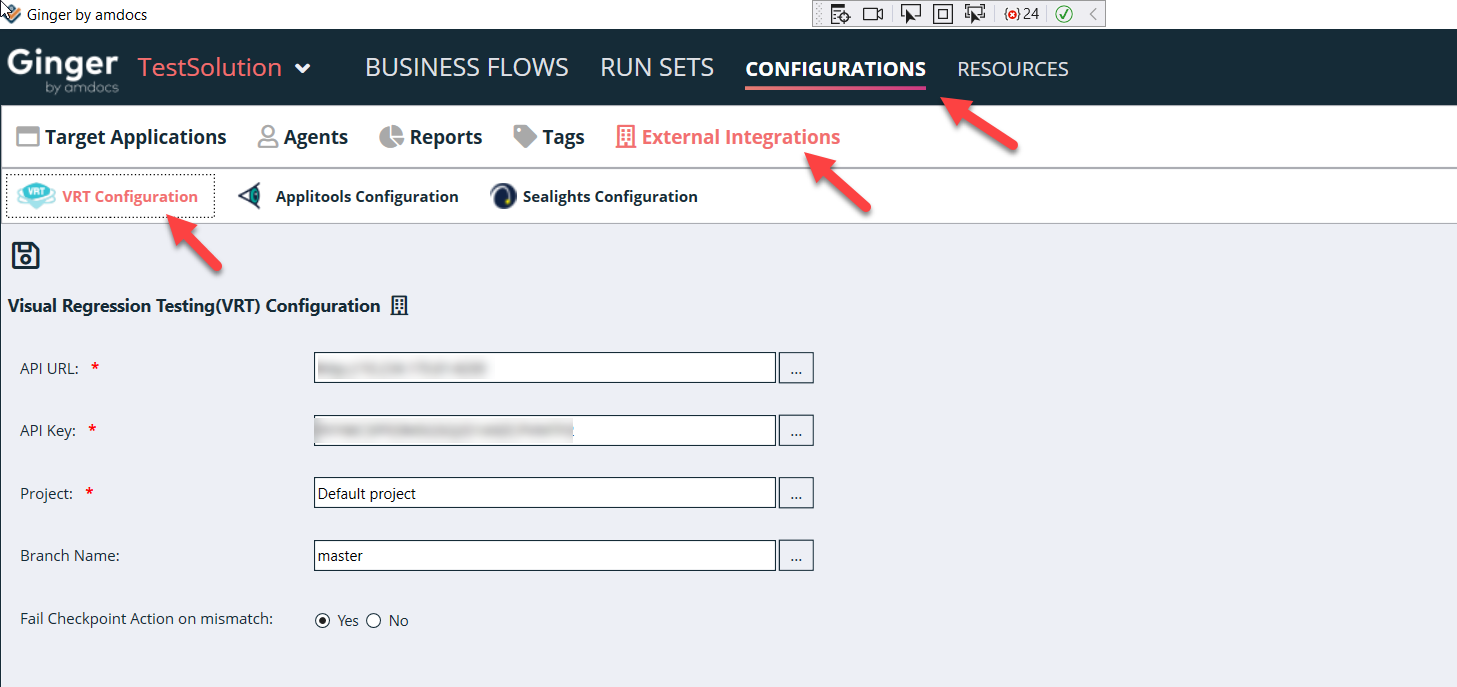 Ginger by amdocs
24
Ginger by amdocs TestSolution BUSINESS FLOWS RUN SETS CONFIGURATIONS RESOURCES
Target Applications Agents Reports Tags External Integrations
VRT VRT Configuration Applitools Configuration Sealights Configuration
Visual Regression Testing(VRT) Configuration
API URL: * ...
API Key: * ...
Project: * Default project ...
Branch Name: master ...
Fail Checkpoint Action on mismatch: Yes No